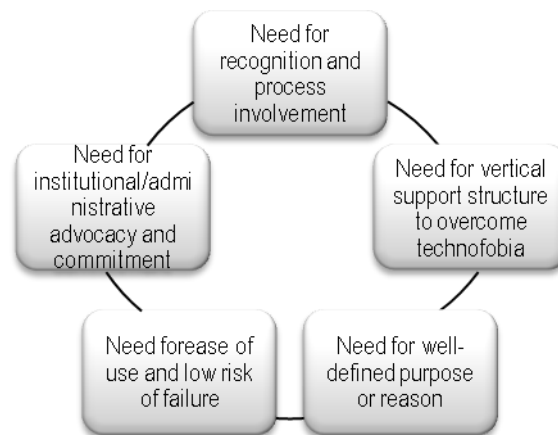 Need for
recognition and
process
involvement
Need for
institutional/admi
nistrative
advocacy and
commitment
Need for vertical
support structure
to overcome
technofobia
Need forease of
use and low risk
of failure
Need for well-
defined purpose
or reason